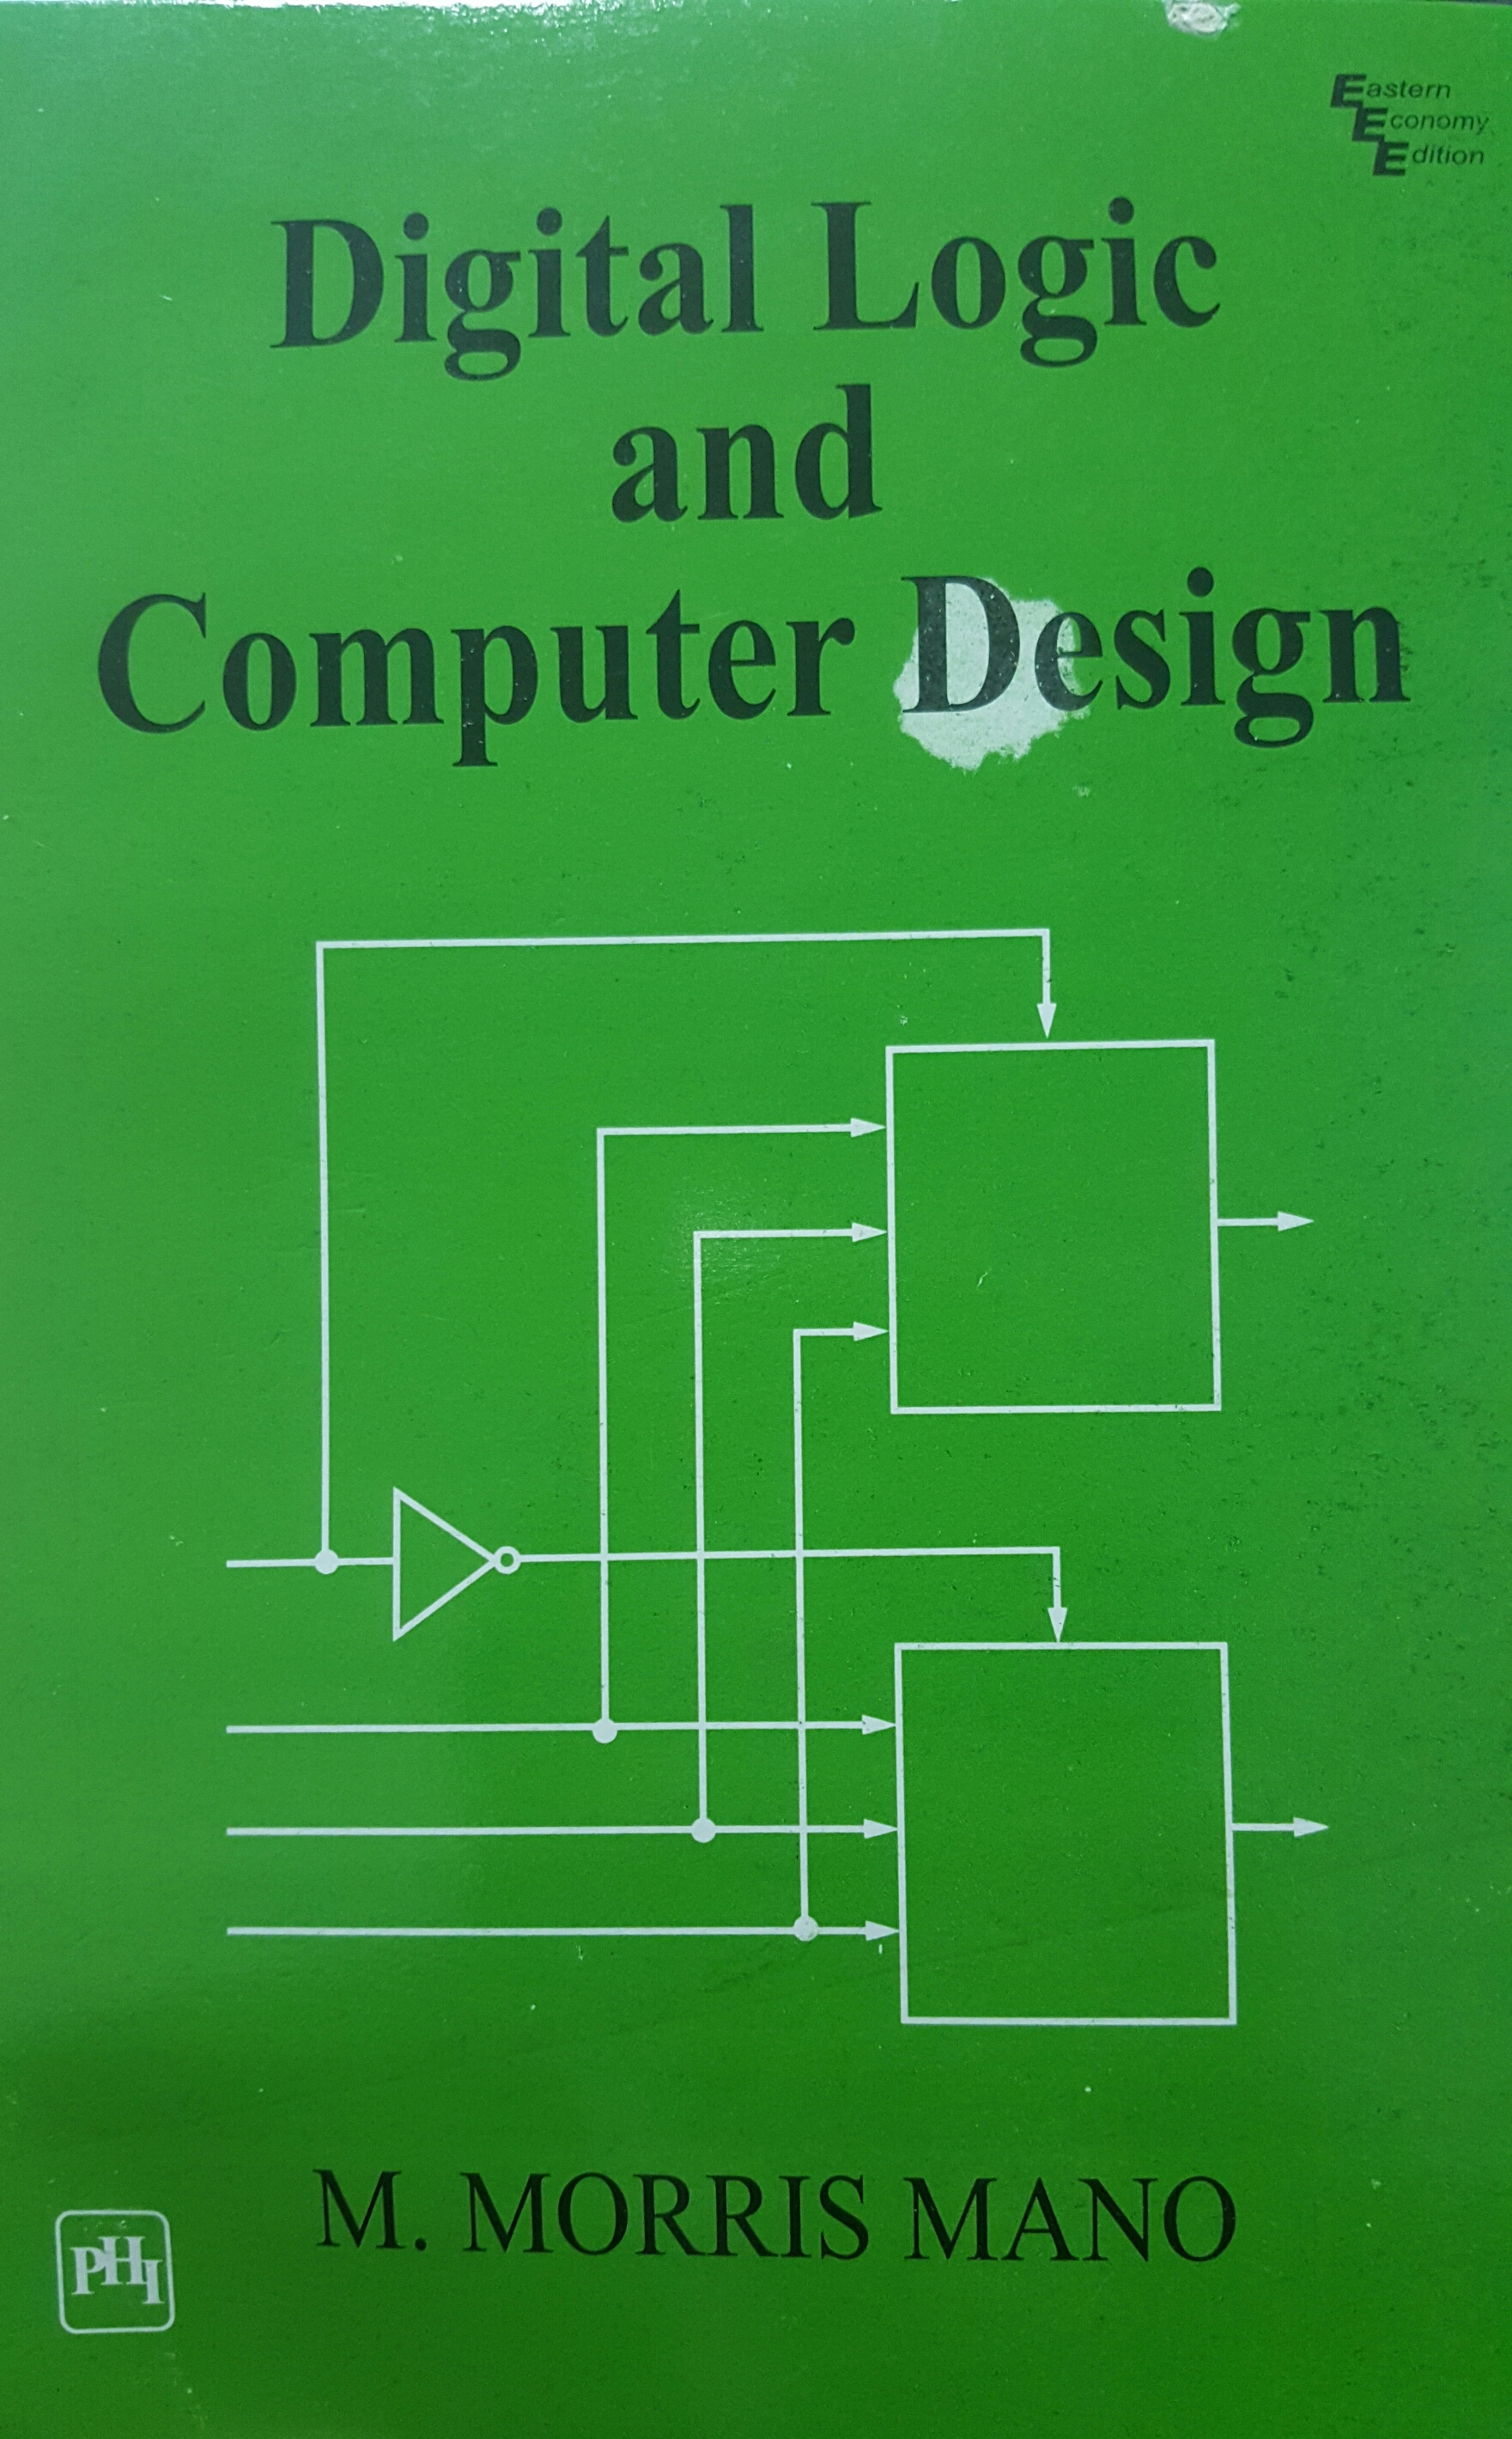 Eastern
Economy
Edition
Digital Logic
and
Computer Design
M. MORRIS MANO
PHI